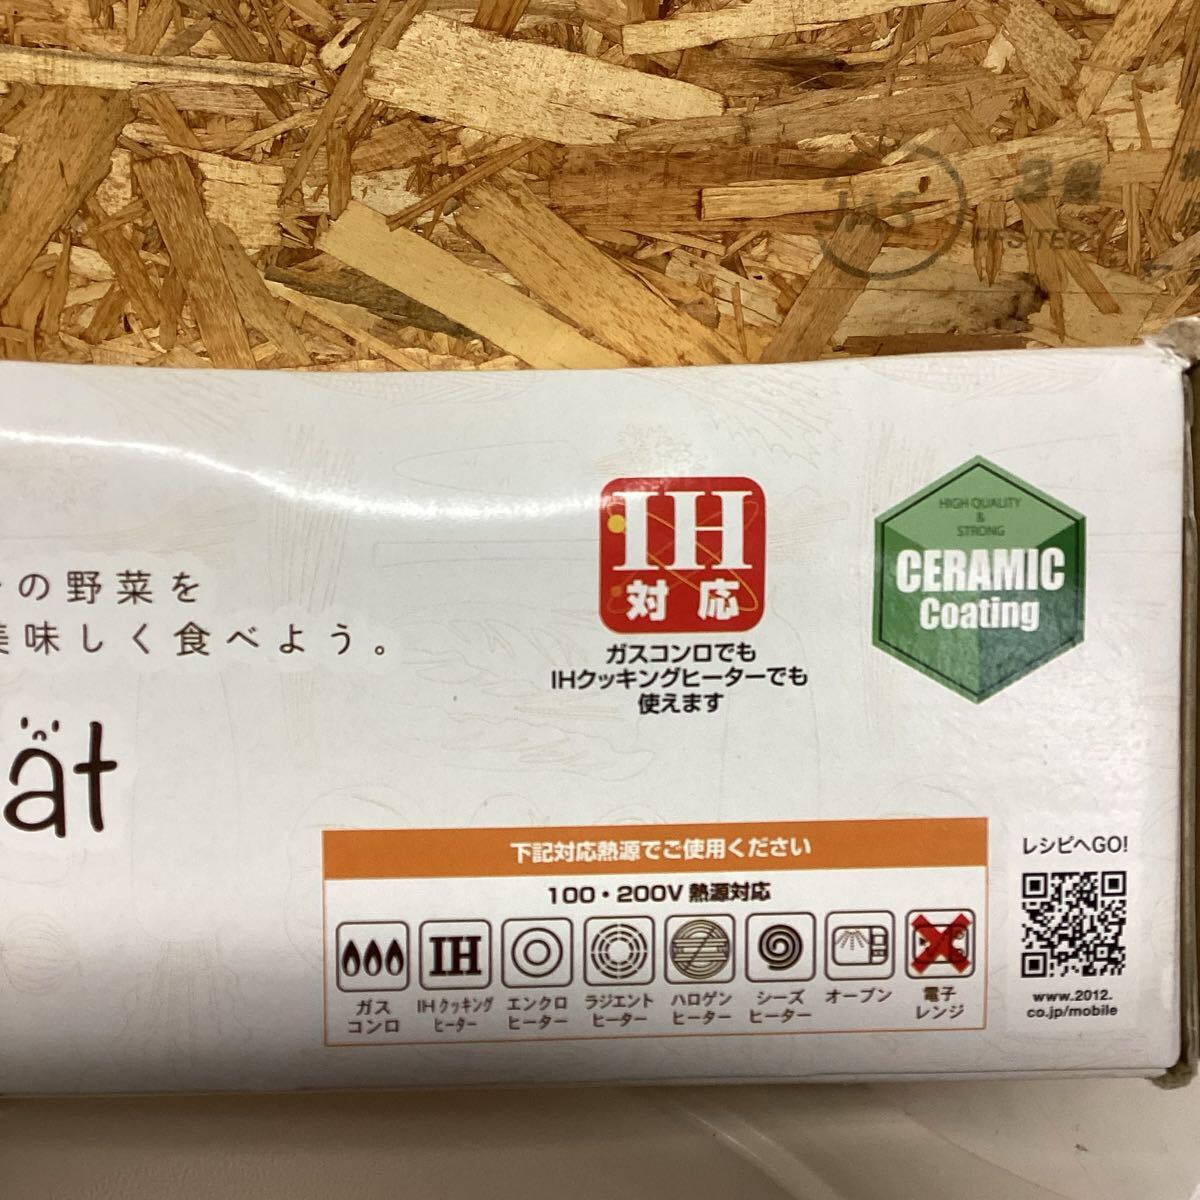 JAS
の野菜を
美味しく食べよう。
at
IH
対応
ガスコンロでも
IHクッキングヒーターでも
使えます
HIGH QUALITY
&
STRONG
CERAMIC
Coating
下記対応熱源でご使用ください
100・200V 熱源対応
IH
ガス
コンロ
IHクッキング
ヒーター
エンクロ
ヒーター
ラジエント
ヒーター
ハロゲン
ヒーター
シーズ
ヒーター
オーブン
電子
レンジ
レシピへGO!
www.2012.
co.jp/mobile